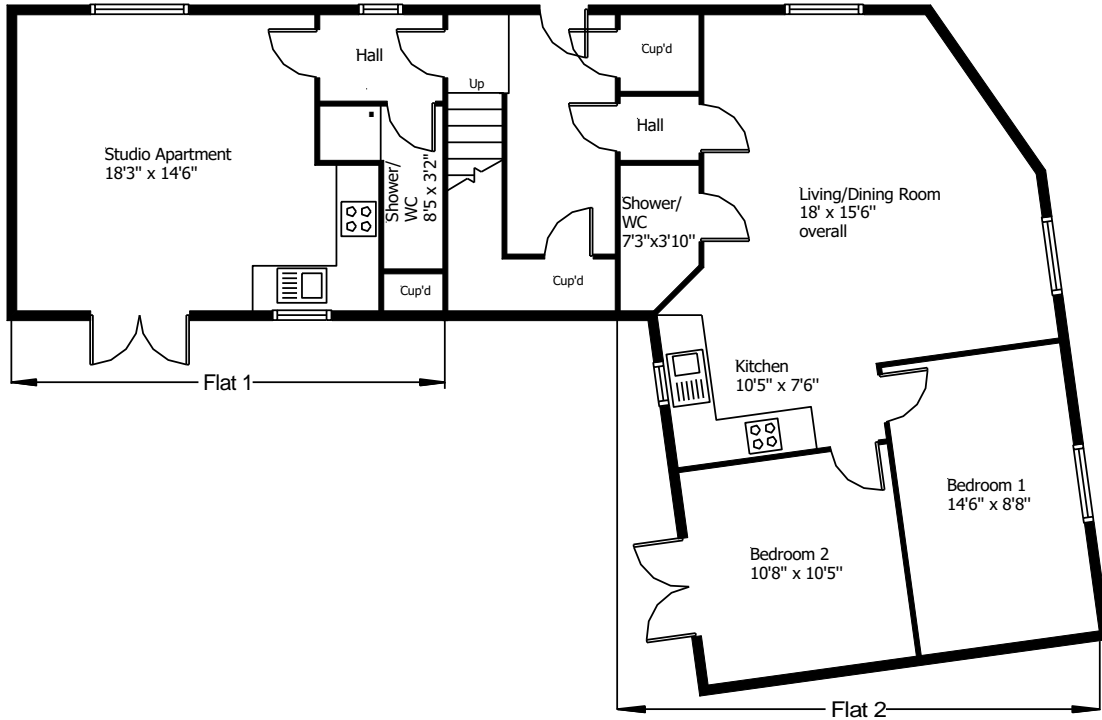 Studio Apartment
18'3" x 14'6"
Hall
Shower/
WC
8'5 x 3'2"
Cup'd
Up
Cup'd
Cup'd
Hall
Shower/
WC
7'3"x3'10"
Living/Dining Room
18' x 15'6"
overall
Kitchen
10'5" x 7'6"
Bedroom 1
14'6" x 8'8"
Bedroom 2
10'8" x 10'5"
Flat 1
Flat 2